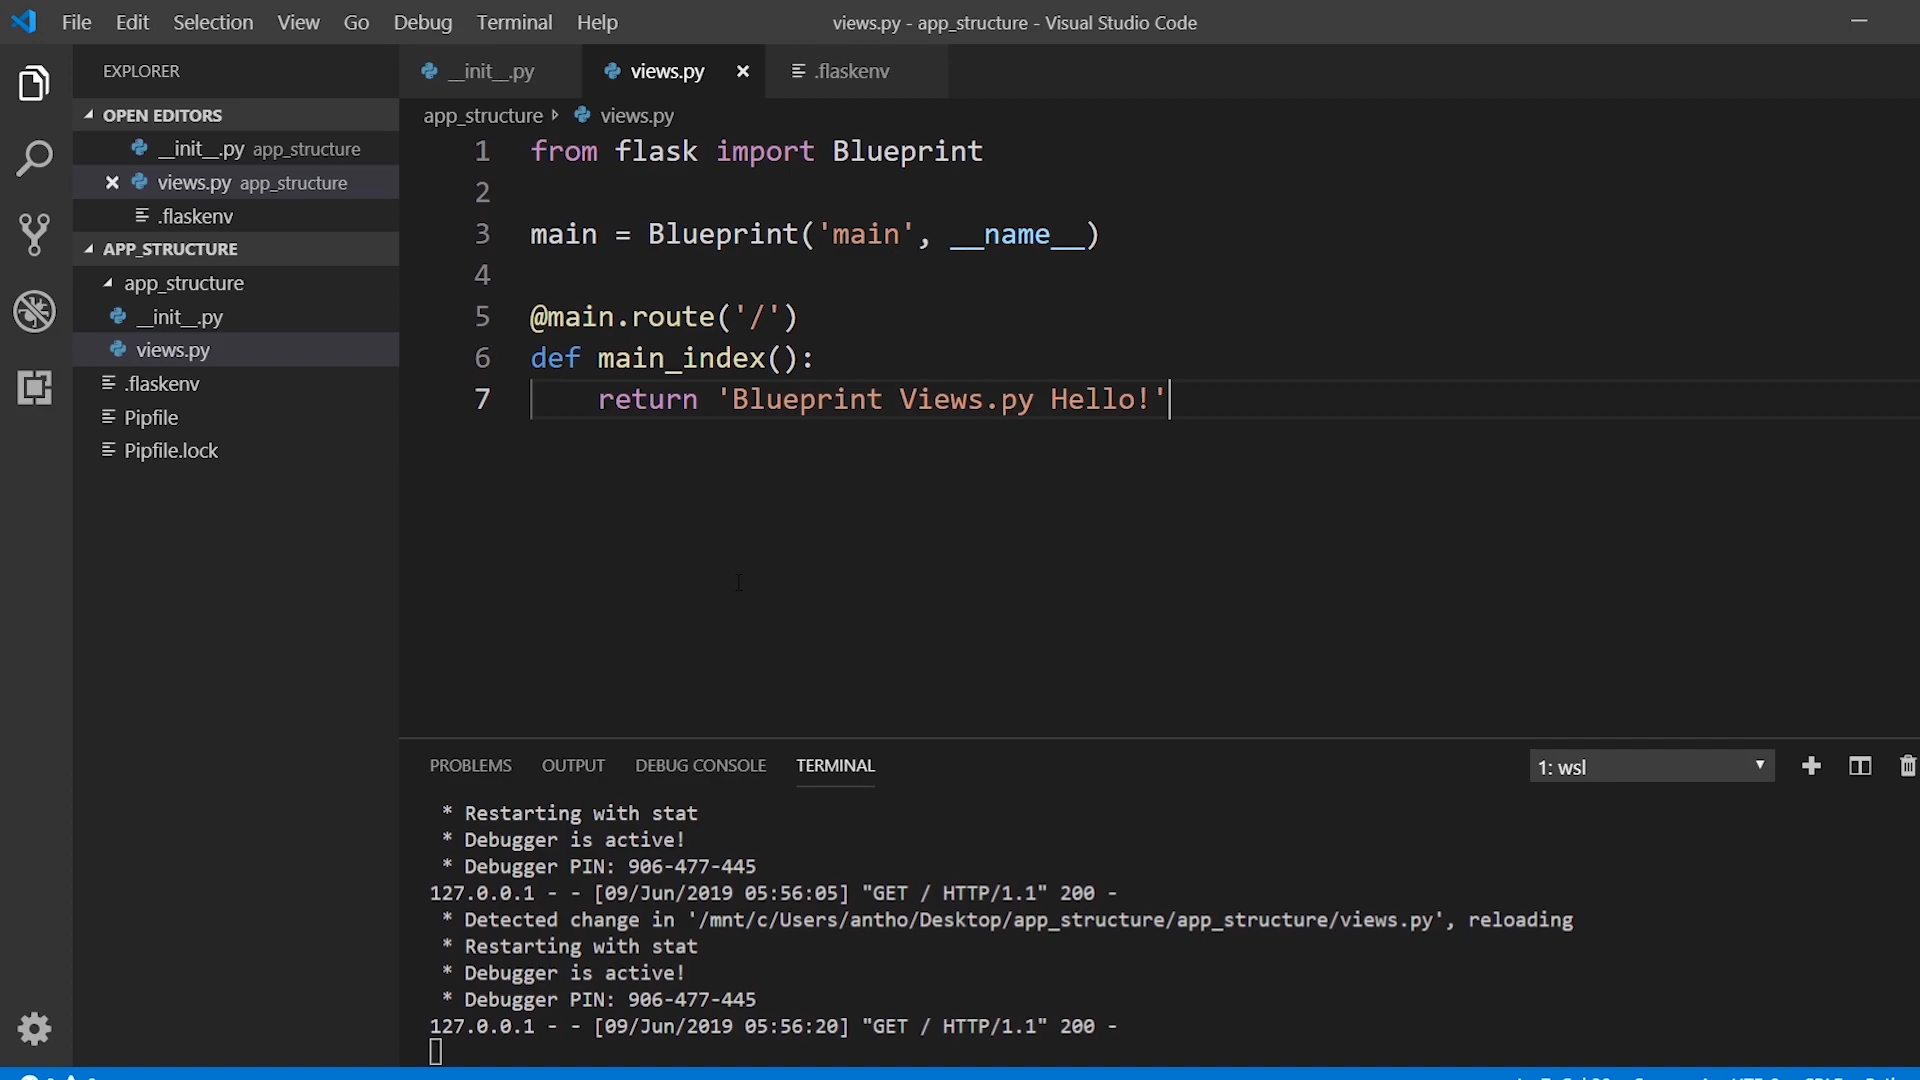 File Edit Selection View Go Debug Terminal Help
views.py - app_structure - Visual Studio Code
EXPLORER
OPEN EDITORS
__init__.py app_structure
views.py app_structure
.flaskenv
APP_STRUCTURE
app_structure
__init__.py
views.py
.flaskenv
Pipfile
Pipfile.lock
__init__.py views.py .flaskenv
app_structure views.py
1 from flask import Blueprint
2
3 main = Blueprint('main', __name__)
4
5 @main.route('/')
6 def main_index():
7 return 'Blueprint Views.py Hello!'
PROBLEMS OUTPUT DEBUG CONSOLE TERMINAL
1: wsl
* Restarting with stat
* Debugger is active!
* Debugger PIN: 906-477-445
127.0.0.1 - - [09/Jun/2019 05:56:05] "GET / HTTP/1.1" 200 -
* Detected change in '/mnt/c/Users/antho/Desktop/app_structure/app_structure/views.py', reloading
* Restarting with stat
* Debugger is active!
* Debugger PIN: 906-477-445
127.0.0.1 - - [09/Jun/2019 05:56:20] "GET / HTTP/1.1" 200 -